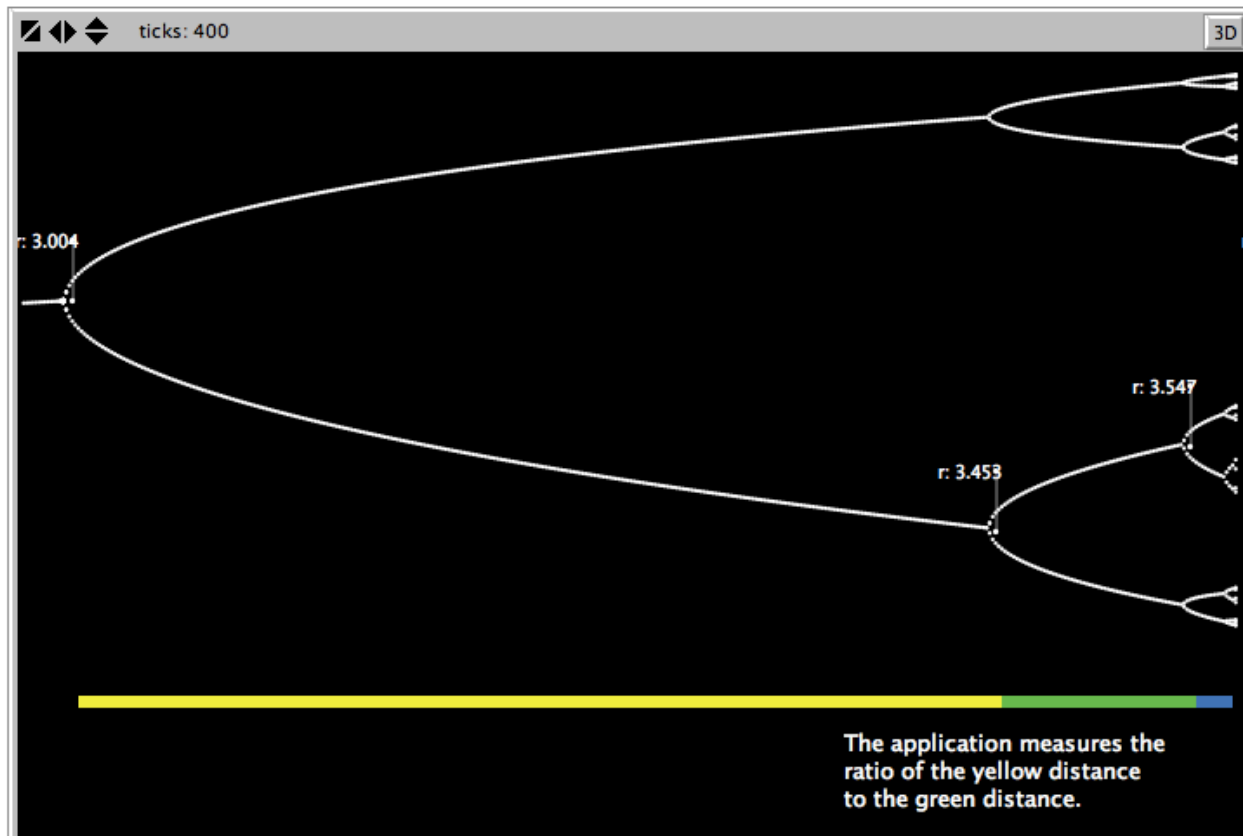 ticks: 400
3D
r: 3.004
r: 3.547
r: 3.453
The application measures the
ratio of the yellow distance
to the green distance.